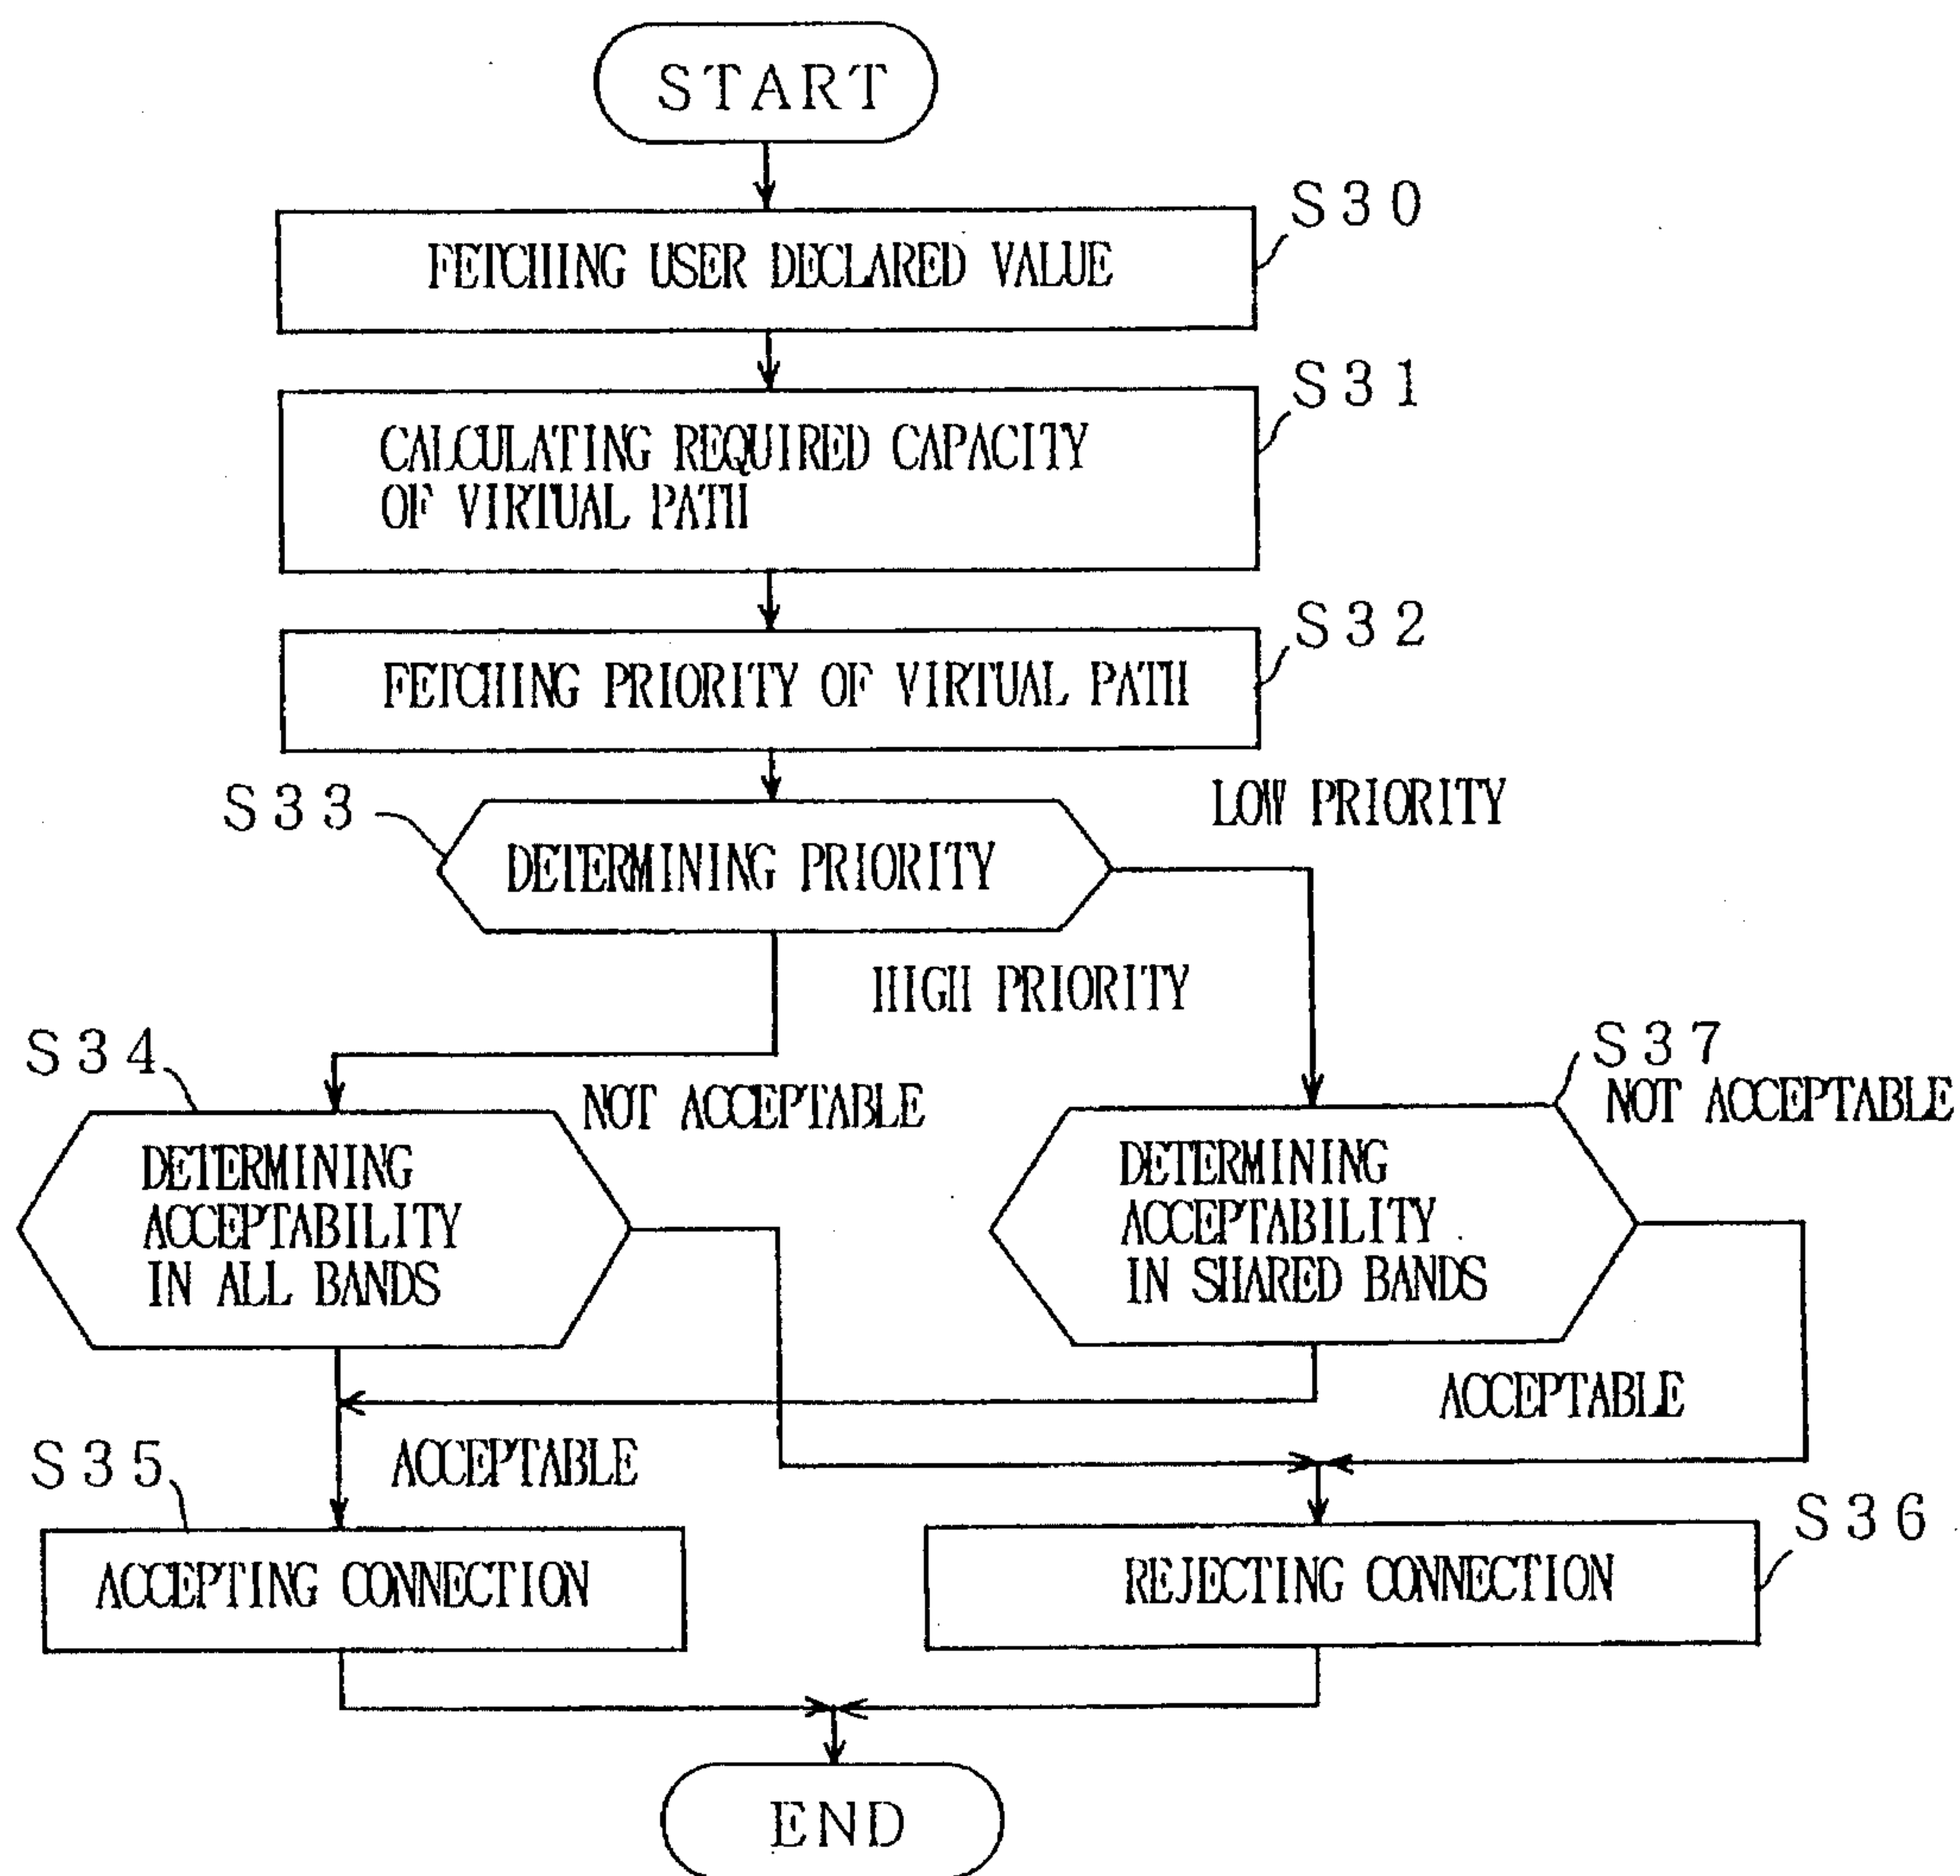 START
S30
FETCHING USER DECLARED VALUE
S31
CALCULATING REQUIRED CAPACITY
OF VIRTUAL PATH
S32
FETCHING PRIORITY OF VIRTUAL PATH
S33
LOW PRIORITY
DETERMINING PRIORITY
HIGH PRIORITY
S34
NOT ACCEPTABLE
S37
NOT ACCEPTABLE
DETERMINING
ACCEPTABILITY
IN ALL BANDS
DETERMINING
ACCEPTABILITY
IN SHARED BANDS
ACCEPTABLE
ACCEPTABLE
S35
S36
ACCEPTING CONNECTION
REJECTING CONNECTION
END